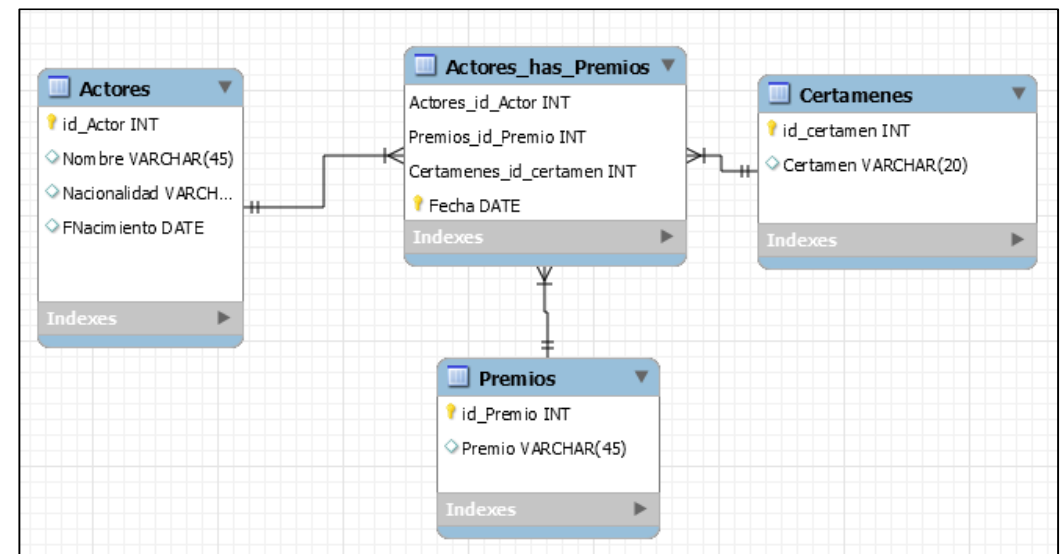 Actores
id_Actor INT
Nombre VARCHAR(45)
Nacionalidad VARCH...
FNacimiento DATE
Indexes
Actores_has_Premios
Actores_id_Actor INT
Premios_id_Premio INT
Certamenes_id_certamen INT
Fecha DATE
Indexes
Certamenes
id_certamen INT
Certamen VARCHAR(20)
Indexes
Premios
id_Premio INT
Premio VARCHAR(45)
Indexes